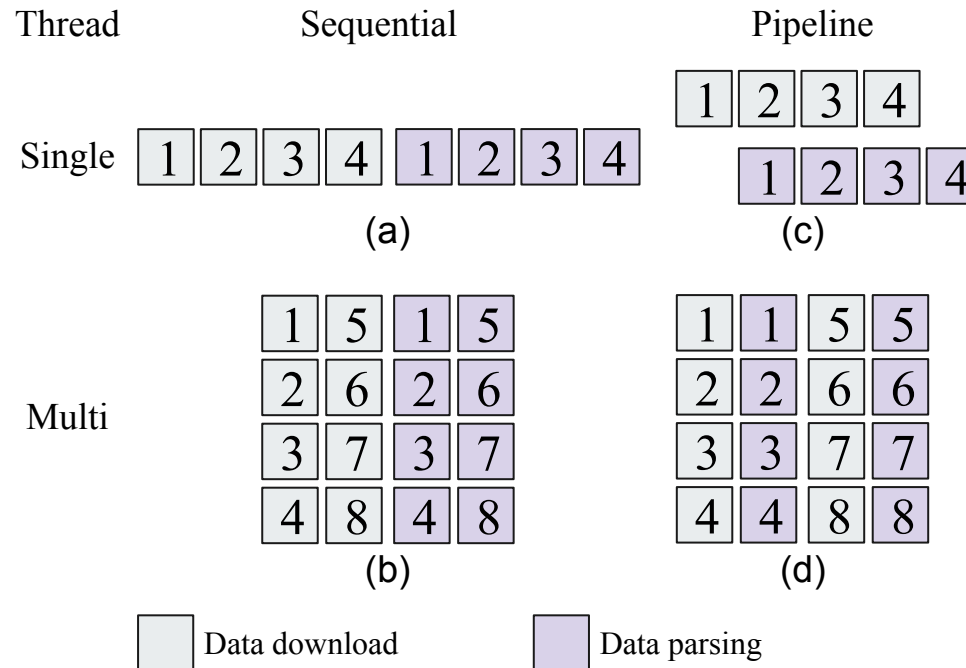 Thread Sequential Pipeline
1 2 3 4
Single 1 2 3 4 1 2 3 4
1 2 3 4
(a) (c)
1 5 1 5 1 1 5 5
2 6 2 6 2 2 6 6
Multi
3 7 3 7 3 3 7 7
4 8 4 8 4 4 8 8
(b) (d)
Data download Data parsing